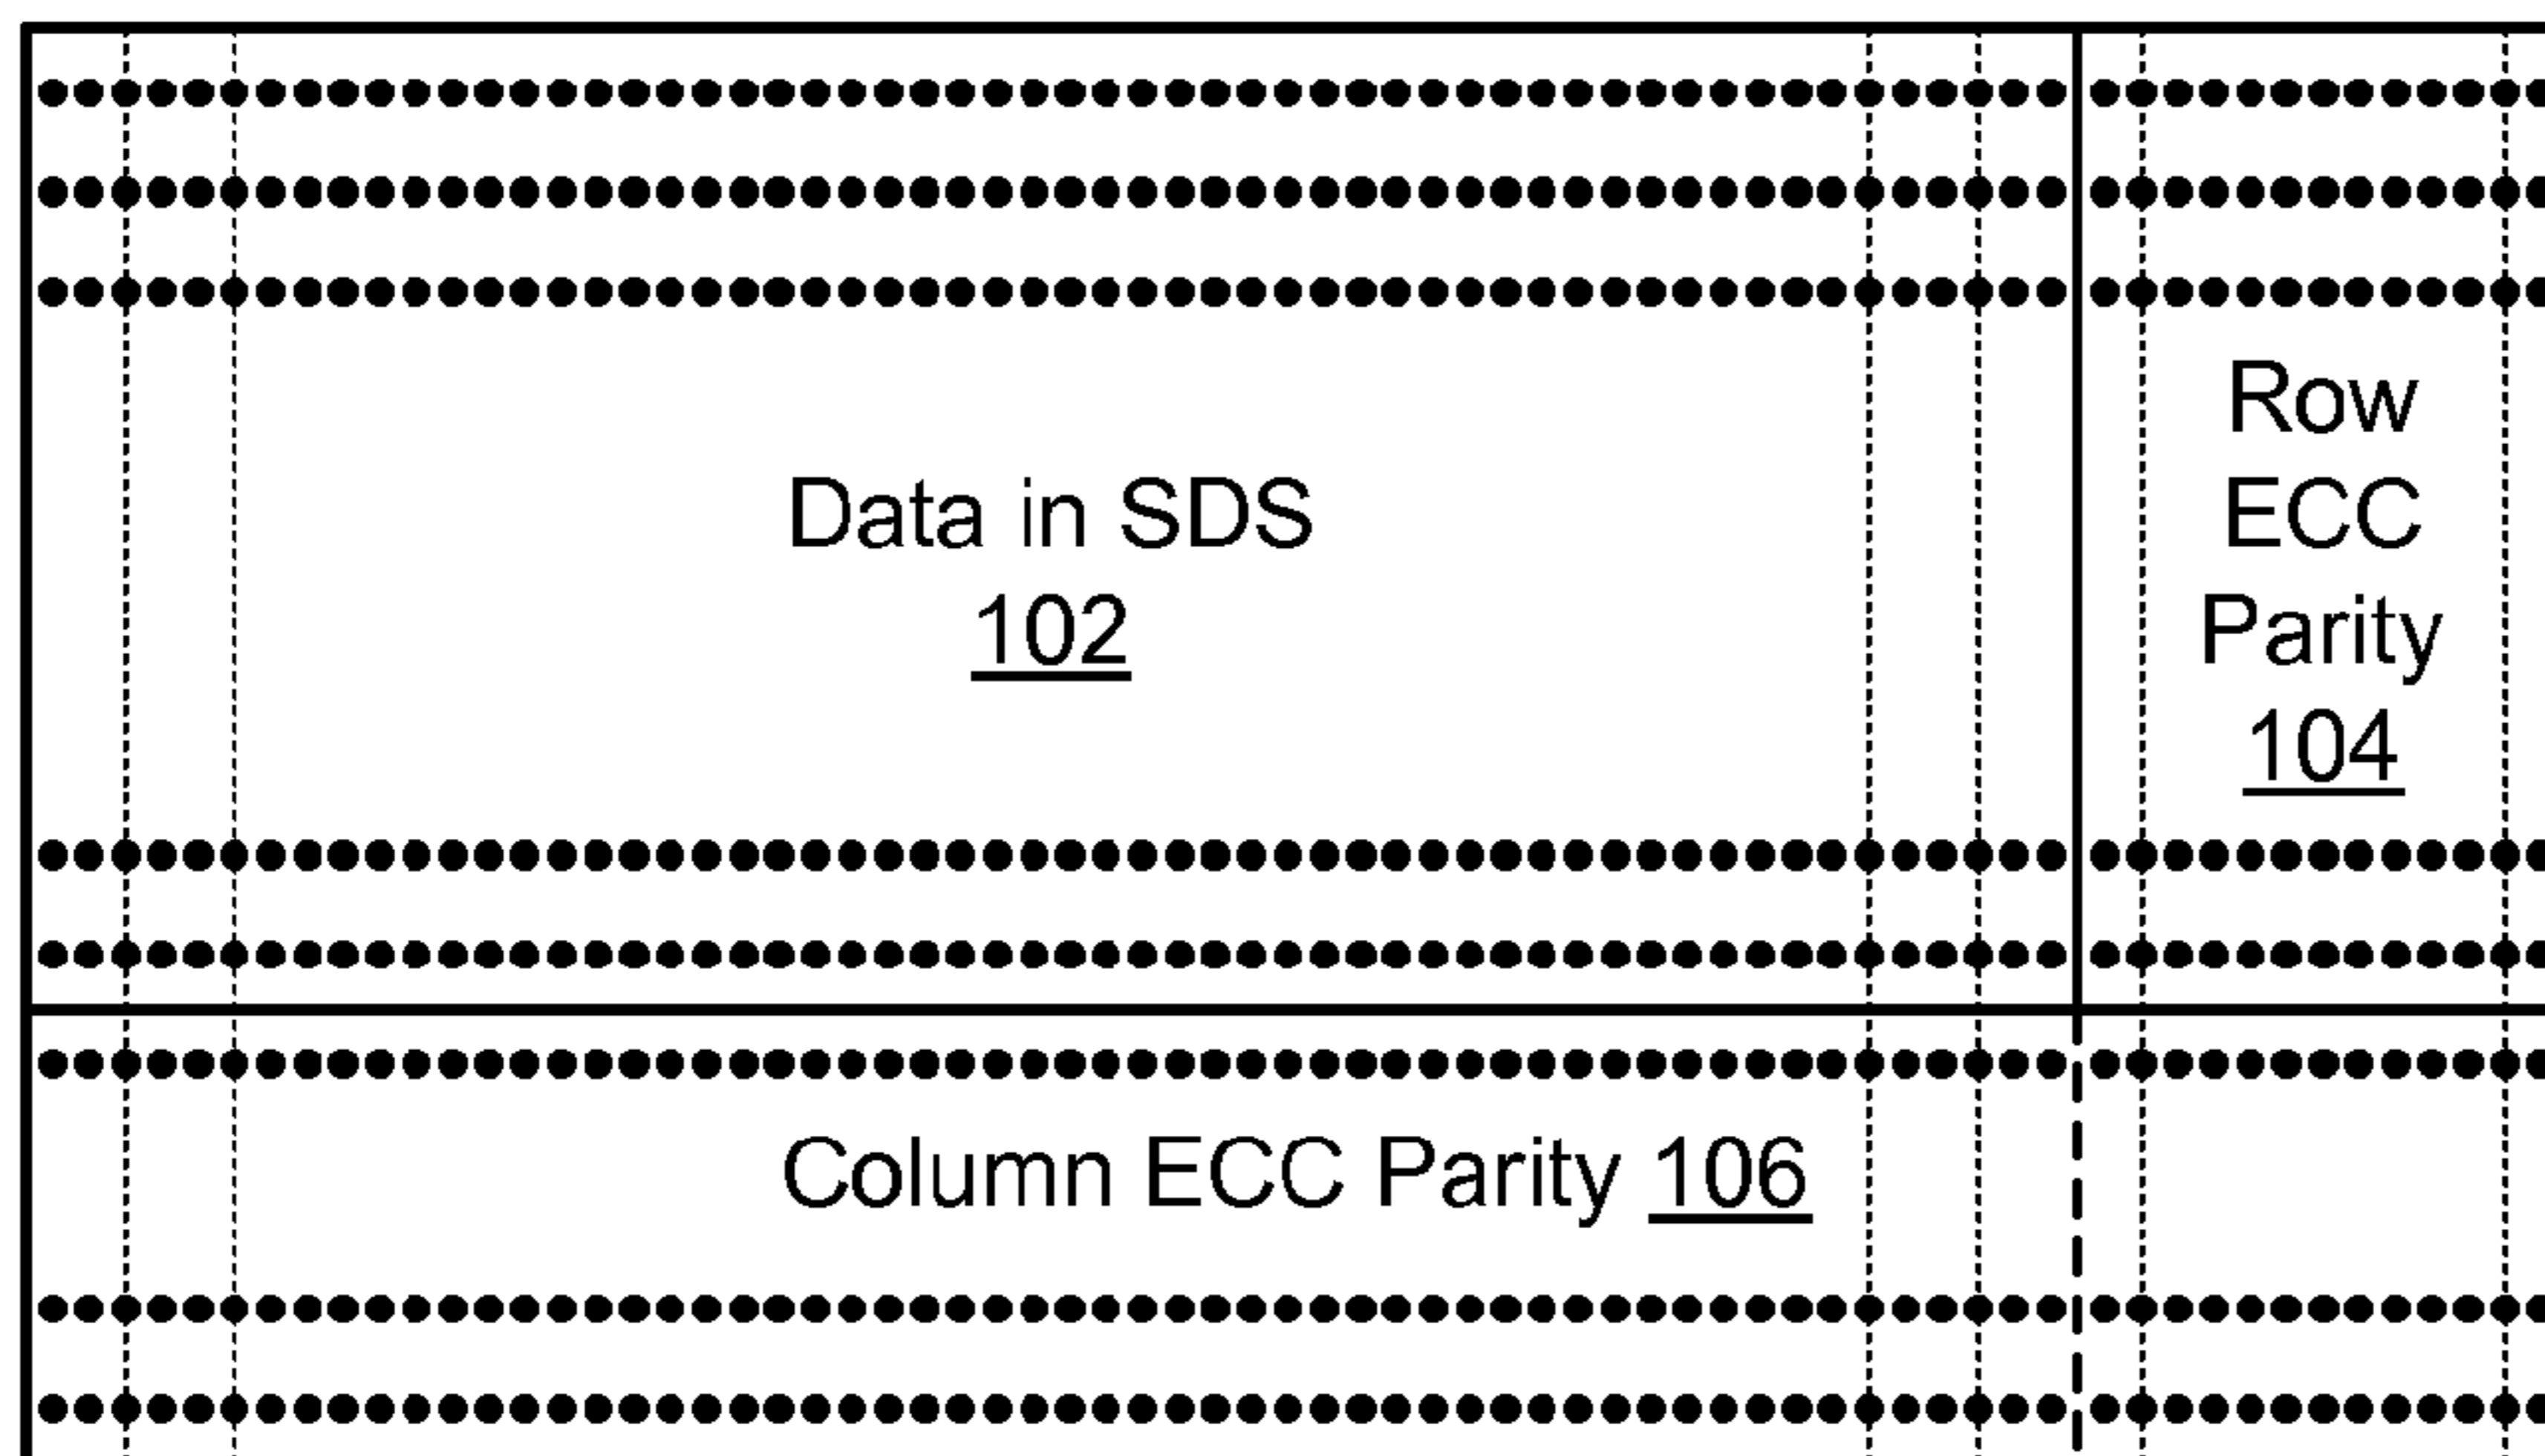 Data in SDS
102
Row
ECC
Parity
104
Column ECC Parity 106